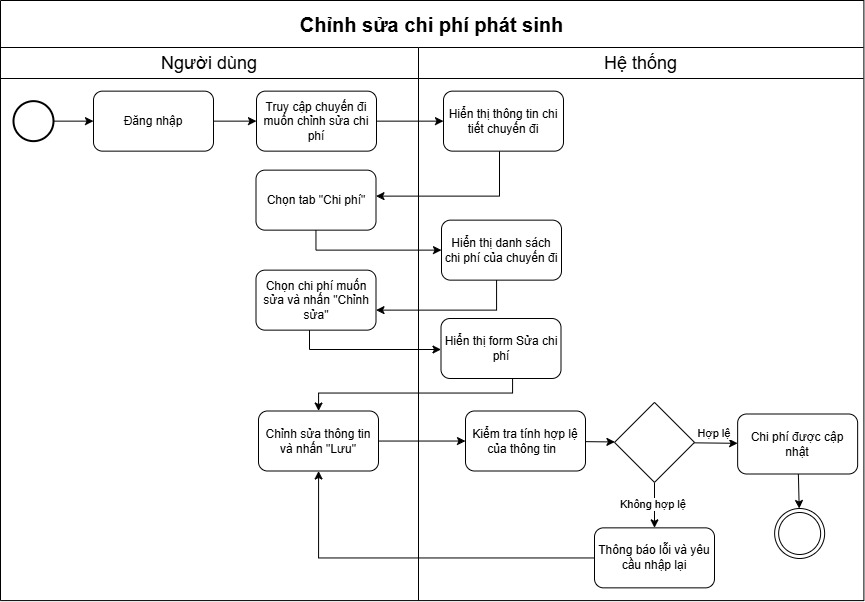 Chỉnh sửa chi phí phát sinh
Người dùng
Hệ thống
Đăng nhập
Truy cập chuyến đi
muốn chỉnh sửa chi
phí
Hiển thị thông tin chi
tiết chuyến đi
Chọn tab "Chi phí"
Hiển thị danh sách
chi phí của chuyến đi
Chọn chi phí muốn
sửa và nhấn "Chỉnh
sửa"
Hiển thị form Sửa chi
phí
Chỉnh sửa thông tin
và nhấn "Lưu"
Kiểm tra tính hợp lệ
của thông tin
Hợp lệ
Chi phí được cập
nhật
Không hợp lệ
Thông báo lỗi và yêu
cầu nhập lại